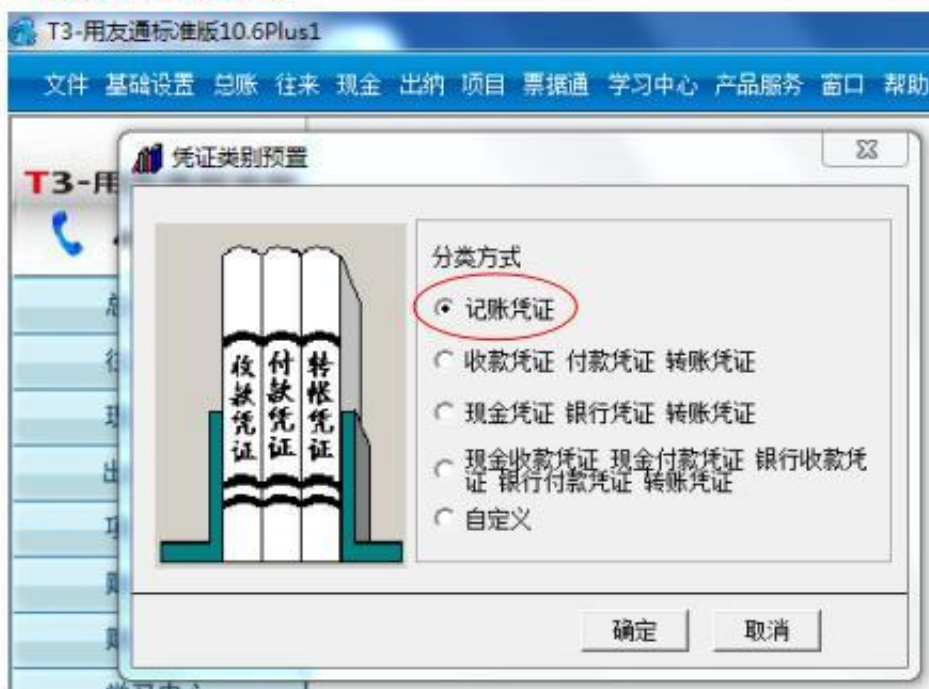 T3-用友通标准版10.6Plus1
文件 基础设置 总账 往来 现金 出纳 项目 票据通 学习中心 产品服务 窗口 帮助
凭证类别预置
T3-用
分类方式
记账凭证
收款凭证 付款凭证 转账凭证
现金凭证 银行凭证 转账凭证
现金收款凭证 现金付款凭证 银行收款凭
证 银行付款凭证 转账凭证
自定义
收款凭证
付款凭证
转帐凭证
确定 取消
学习中心